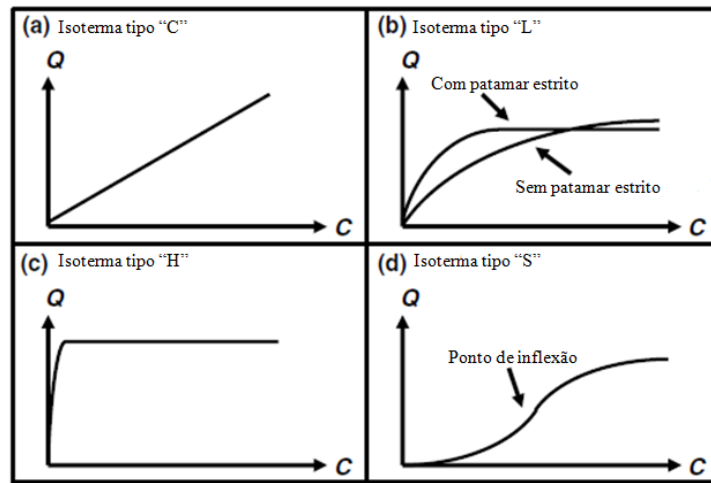 (a) Isoterma tipo “C”
Q
C
(b) Isoterma tipo “L”
Q
Com patamar estrito
Sem patamar estrito
C
(c) Isoterma tipo “H”
Q
C
(d) Isoterma tipo “S”
Q
Ponto de inflexão
C